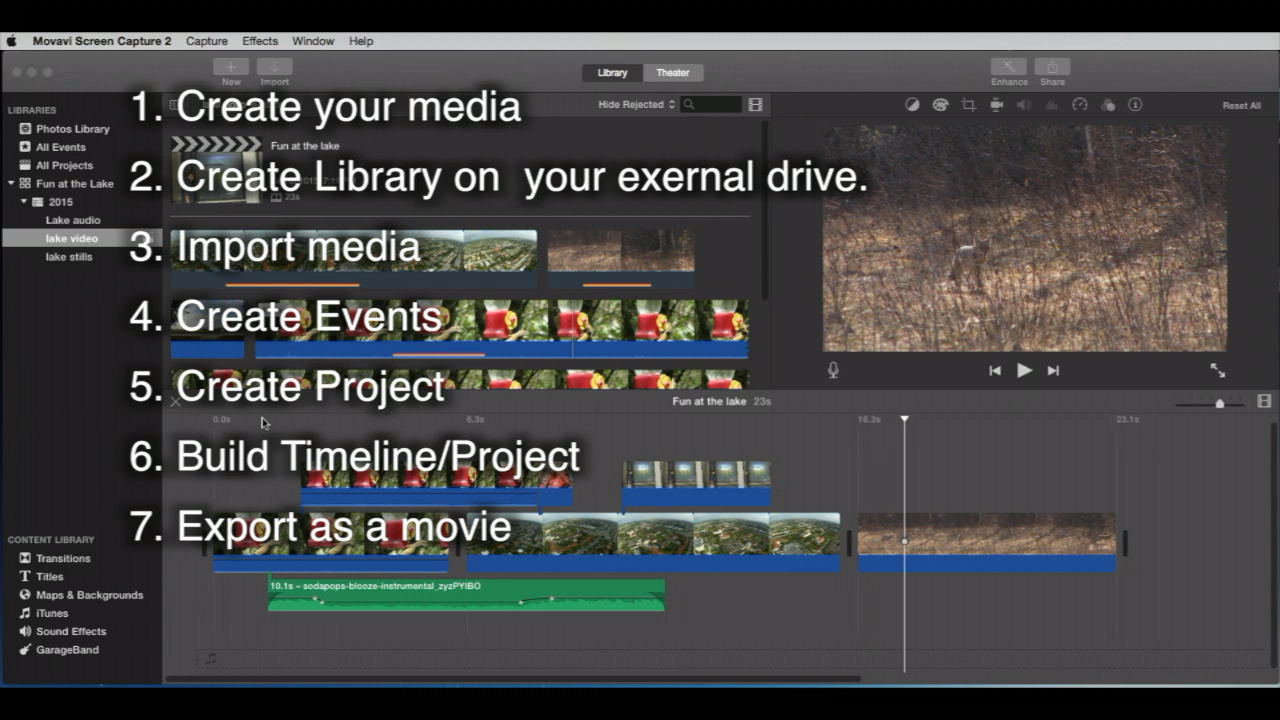 Movavi Screen Capture 2 Capture Effects Window Help
New Import Library Theater Enhance Share
LIBRARIES
Photos Library
All Events
All Projects
Fun at the Lake
2015
Lake audio
lake video
lake stills
CONTENT LIBRARY
Transitions
Titles
Maps & Backgrounds
iTunes
Sound Effects
GarageBand
Hide Rejected
Reset All
Fun at the lake
23s
1. Create your media
2. Create Library on your exernal drive.
3. Import media
4. Create Events
5. Create Project
6. Build Timeline/Project
7. Export as a movie
Fun at the lake 23s
0.0s 6.3s 16.3s 23.1s
10.1s – sodapops-blooze-instrumental_zyzPYIBO